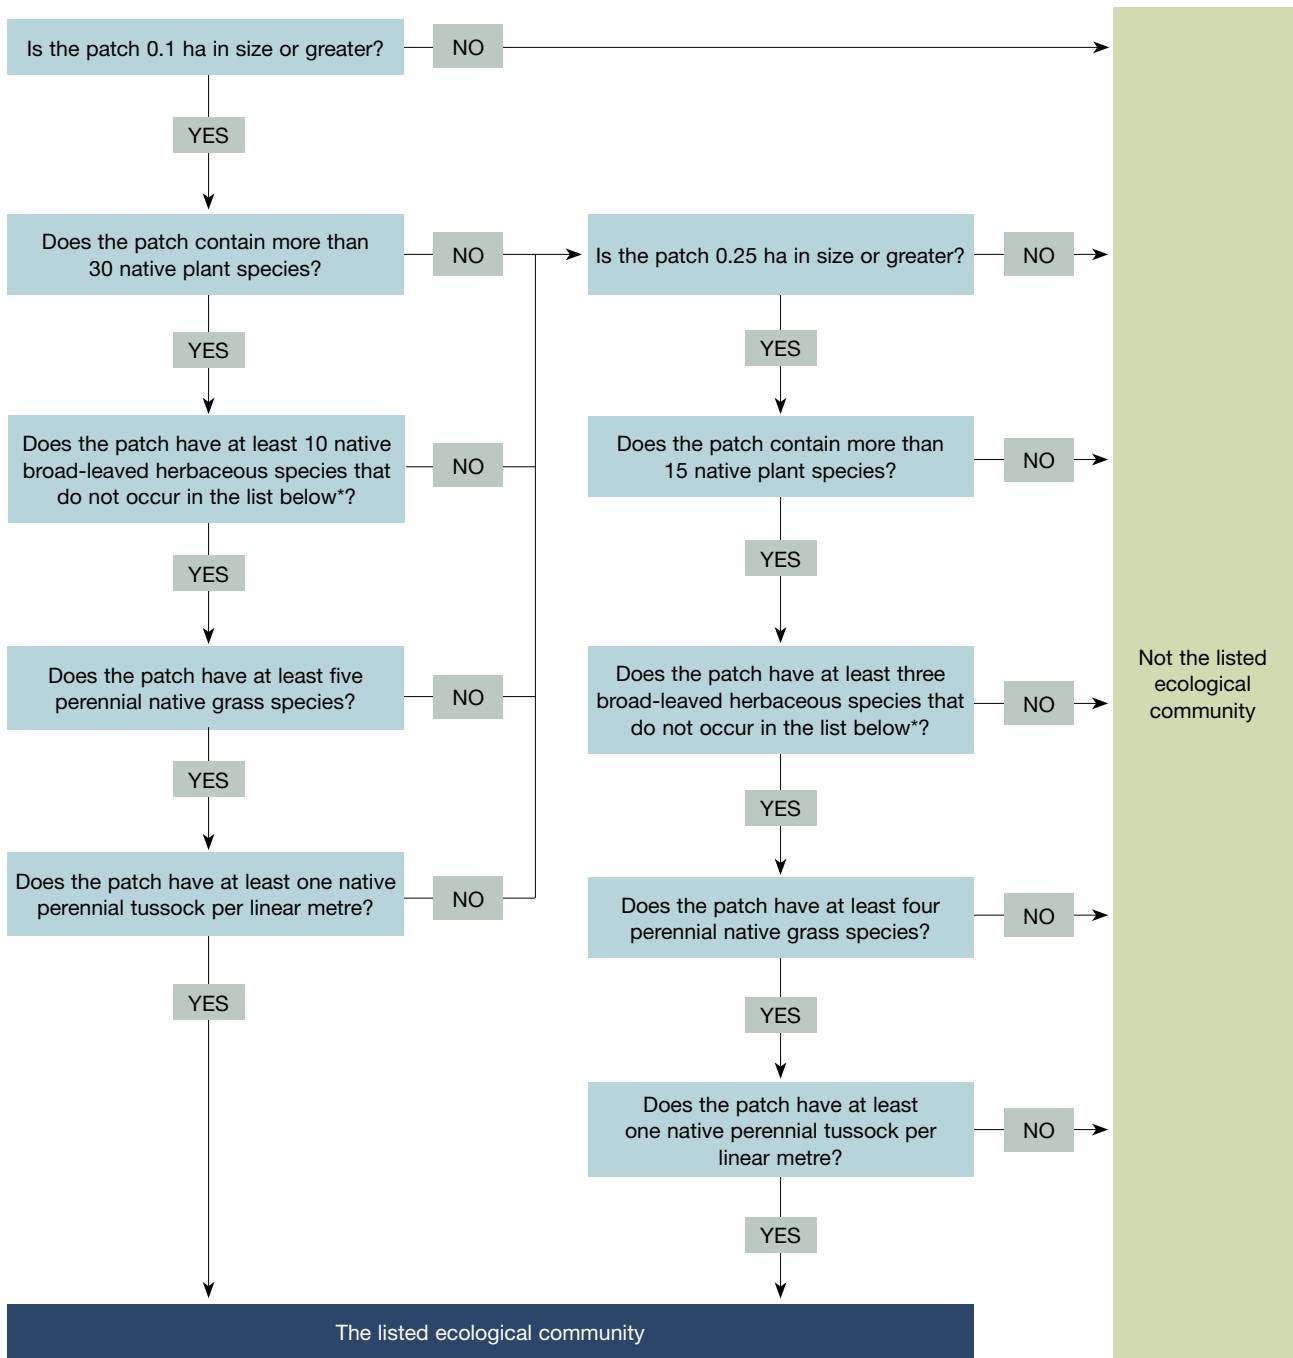 Is the patch 0.1 ha in size or greater?
NO
YES
Does the patch contain more than
30 native plant species?
NO
Is the patch 0.25 ha in size or greater?
NO
YES
YES
Does the patch have at least 10 native
broad-leaved herbaceous species that
do not occur in the list below*?
NO
Does the patch contain more than
15 native plant species?
NO
YES
YES
Does the patch have at least five
perennial native grass species?
NO
Does the patch have at least three
broad-leaved herbaceous species that
do not occur in the list below*?
NO
Not the listed
ecological
community
YES
YES
Does the patch have at least one native
perennial tussock per linear metre?
NO
Does the patch have at least four
perennial native grass species?
NO
YES
YES
Does the patch have at least
one native perennial tussock per
linear metre?
NO
YES
The listed ecological community